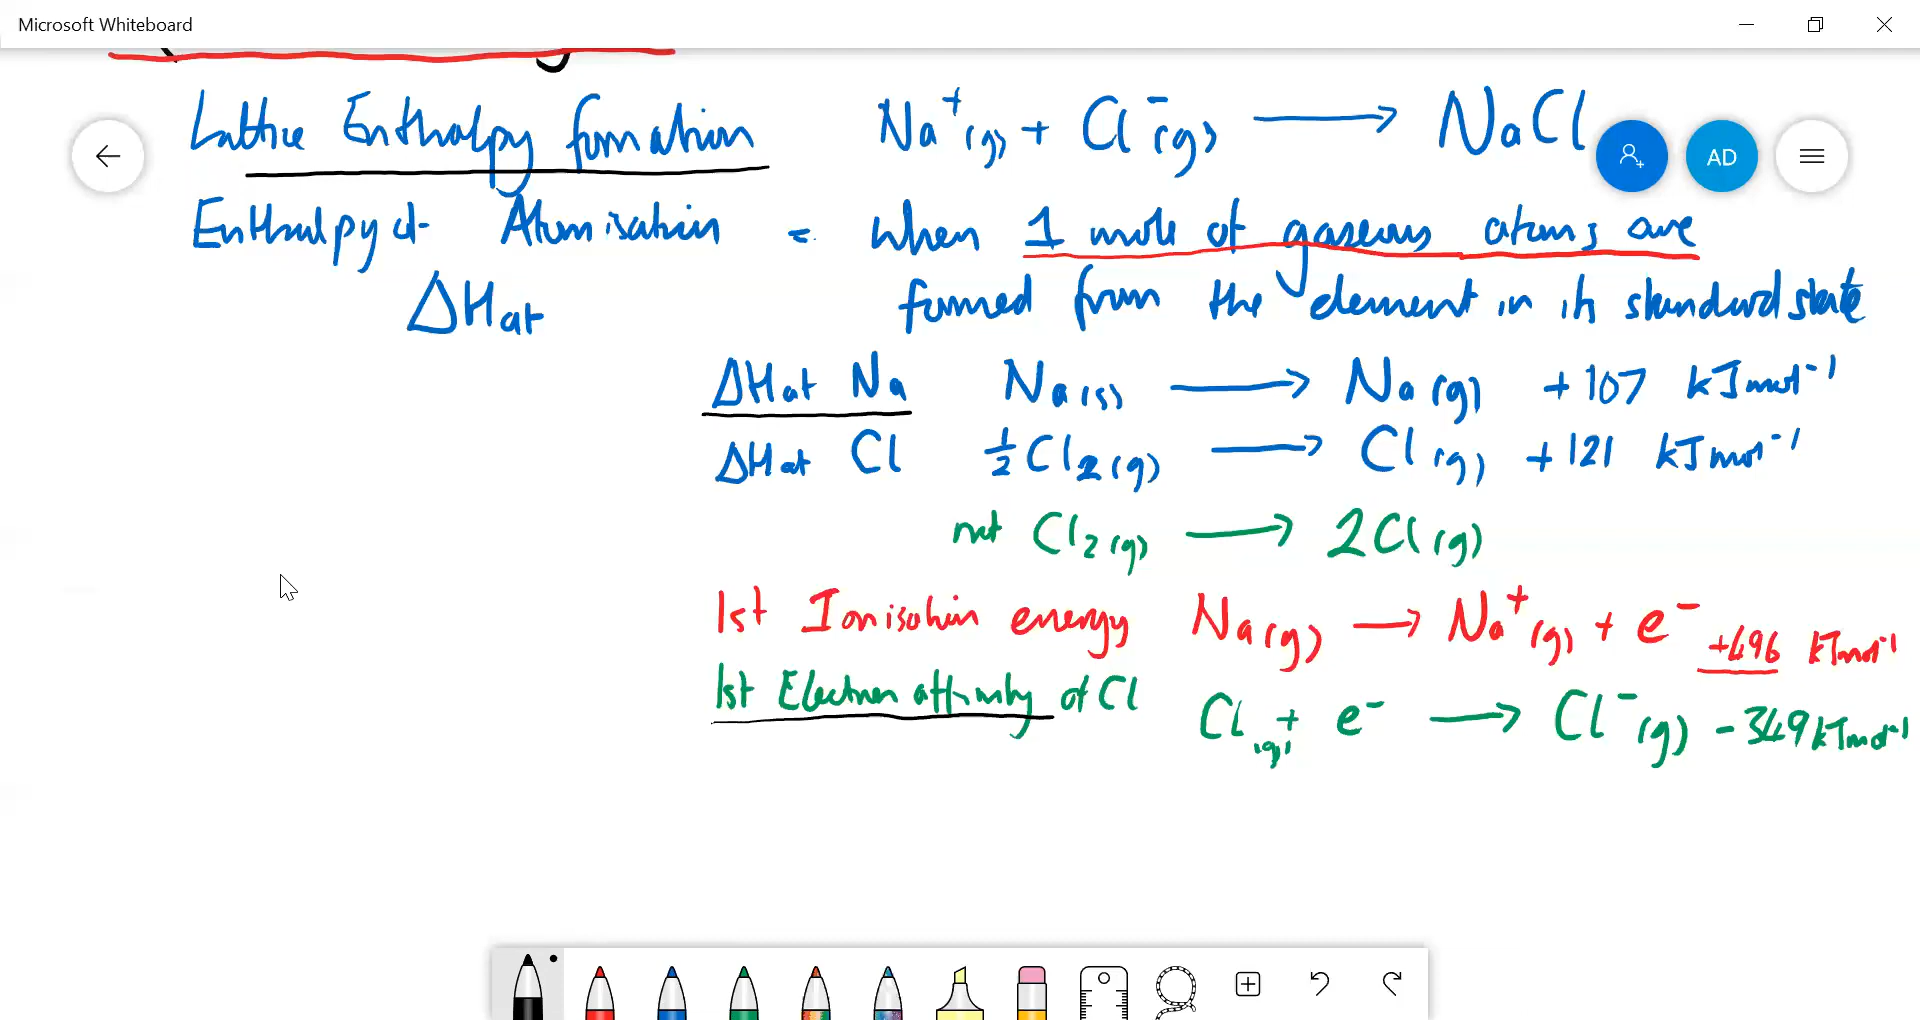 Microsoft Whiteboard
Lattice Enthalpy formation Na⁺(g) + Cl⁻(g) ⟶ NaCl
AD
Enthalpy of Atomisation = when 1 mole of gaseous atoms are
ΔHat formed from the element in its standard state
ΔHat Na Na(s) ⟶ Na(g) +107 kJmol⁻¹
ΔHat Cl ½Cl₂(g) ⟶ Cl(g) +121 kJmol⁻¹
not Cl₂(g) ⟶ 2Cl(g)
1st Ionisation energy Na(g) ⟶ Na⁺(g) + e⁻ +496 kJmol⁻¹
1st Electron affinity of Cl Cl(g) + e⁻ ⟶ Cl⁻(g) -349 kJmol⁻¹